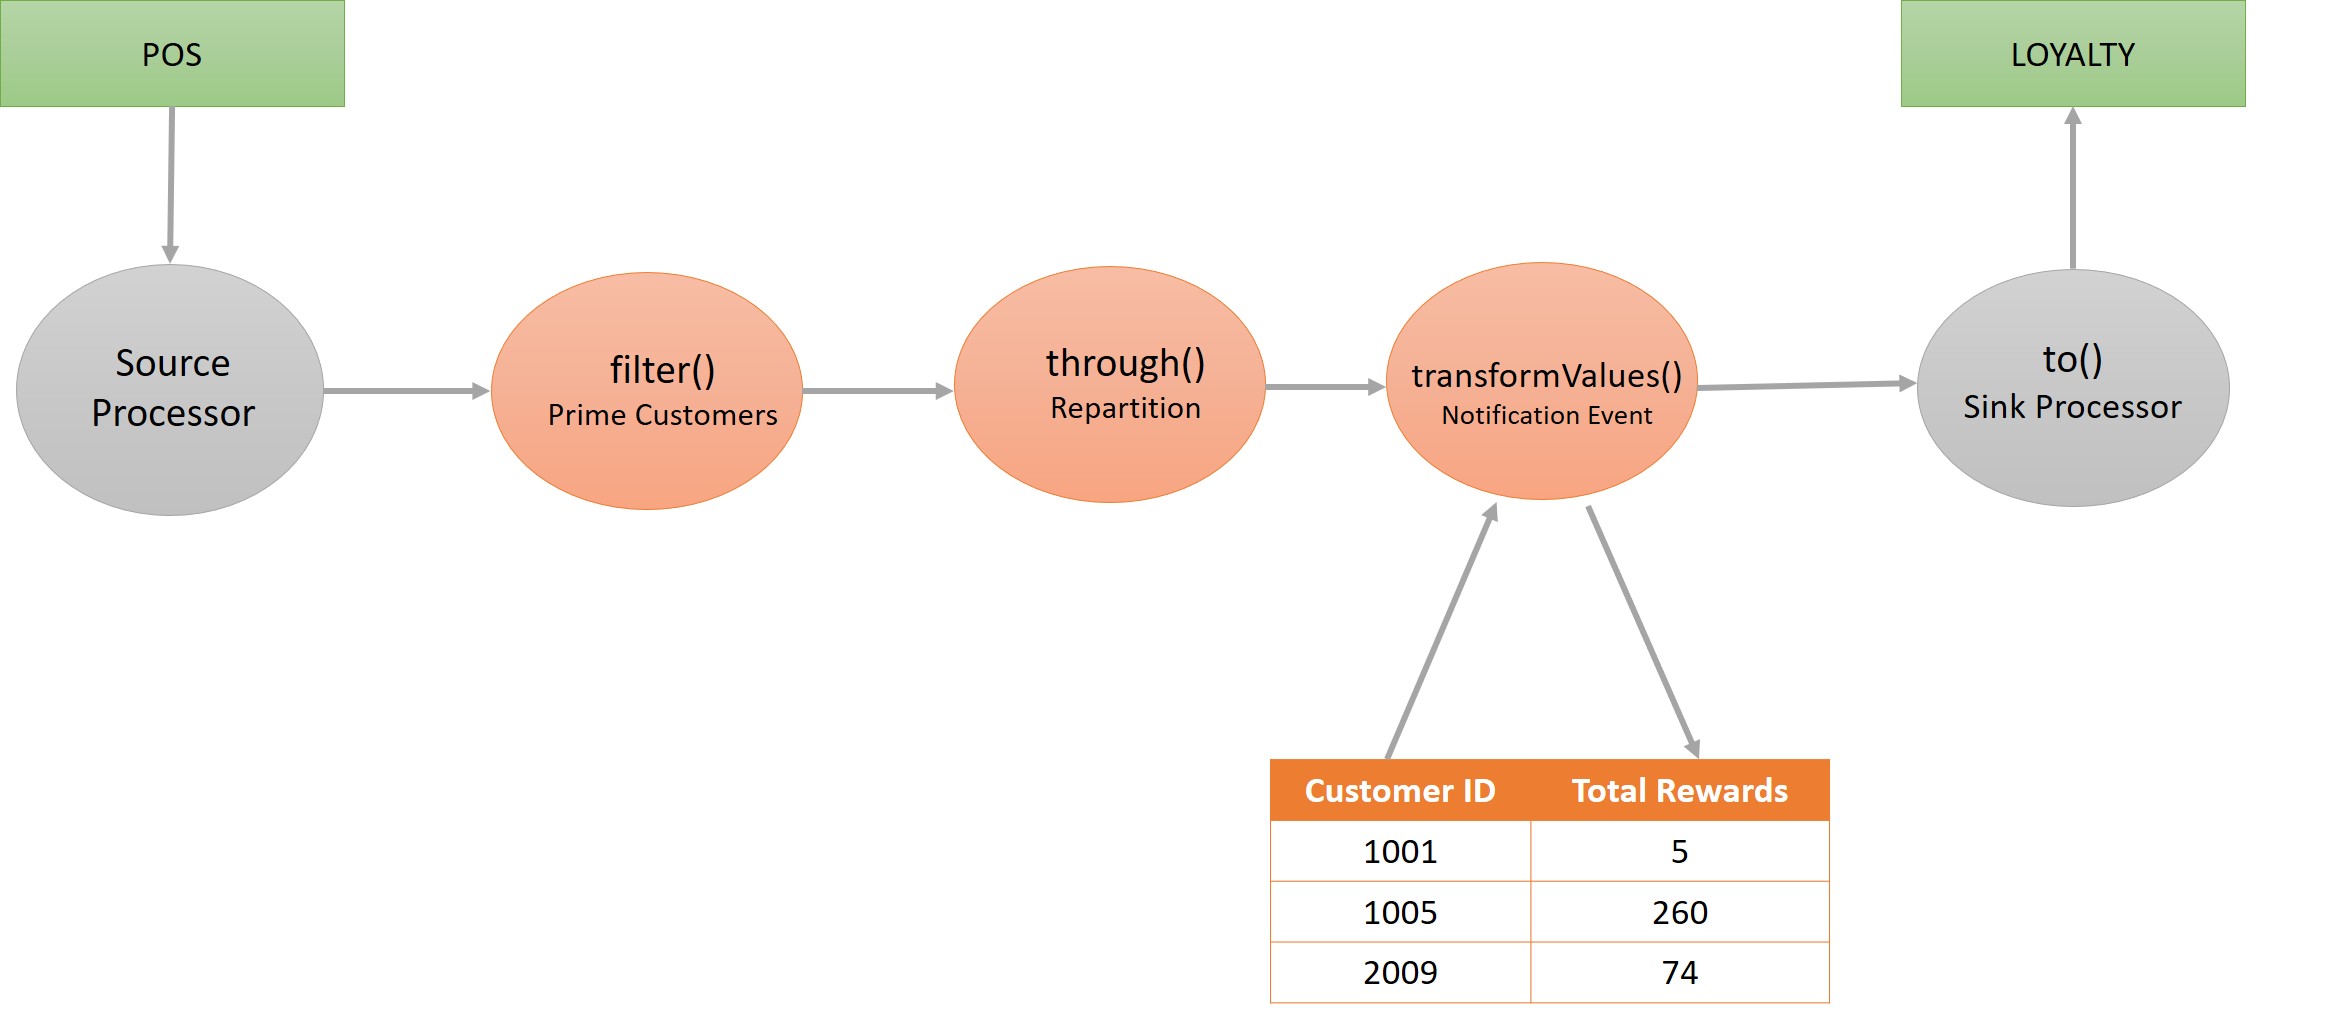 POS
LOYALTY
Source
Processor
filter()
Prime Customers
through()
Repartition
transformValues()
Notification Event
to()
Sink Processor
Customer ID Total Rewards
1001 5
1005 260
2009 74